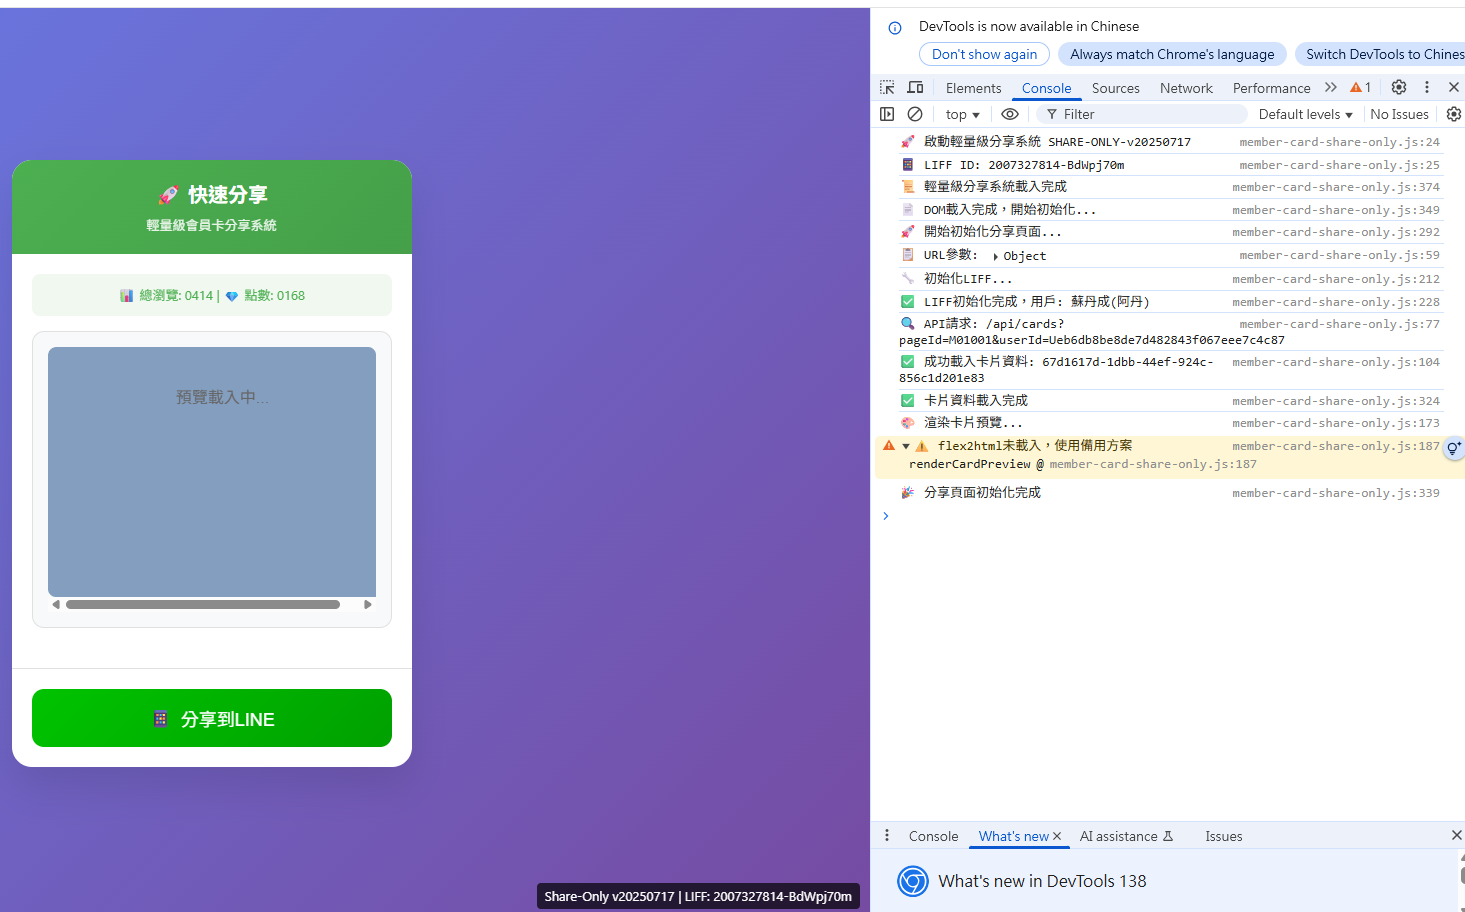 快速分享
輕量級會員卡分享系統
總瀏覽: 0414 | 點數: 0168
預覽載入中...
分享到LINE
Share-Only v20250717 | LIFF: 2007327814-BdWpj70m
DevTools is now available in Chinese
Don't show again
Always match Chrome's language
Switch DevTools to Chines
Elements Console Sources Network Performance 1
top Filter Default levels No Issues
啟動輕量級分享系統 SHARE-ONLY-v20250717 member-card-share-only.js:24
LIFF ID: 2007327814-BdWpj70m member-card-share-only.js:25
輕量級分享系統載入完成 member-card-share-only.js:374
DOM載入完成，開始初始化... member-card-share-only.js:349
開始初始化分享頁面... member-card-share-only.js:292
URL參數: Object member-card-share-only.js:59
初始化LIFF... member-card-share-only.js:212
LIFF初始化完成，用戶: 蘇丹成(阿丹) member-card-share-only.js:228
API請求: /api/cards? member-card-share-only.js:77
pageId=M01001&userId=Ueb6db8be8de7d482843f067eee7c4c87
成功載入卡片資料: 67d1617d-1dbb-44ef-924c- member-card-share-only.js:104
856c1d201e83
卡片資料載入完成 member-card-share-only.js:324
渲染卡片預覽... member-card-share-only.js:173
flex2html未載入，使用備用方案 member-card-share-only.js:187
renderCardPreview @ member-card-share-only.js:187
分享頁面初始化完成 member-card-share-only.js:339
Console What's new AI assistance Issues
What's new in DevTools 138